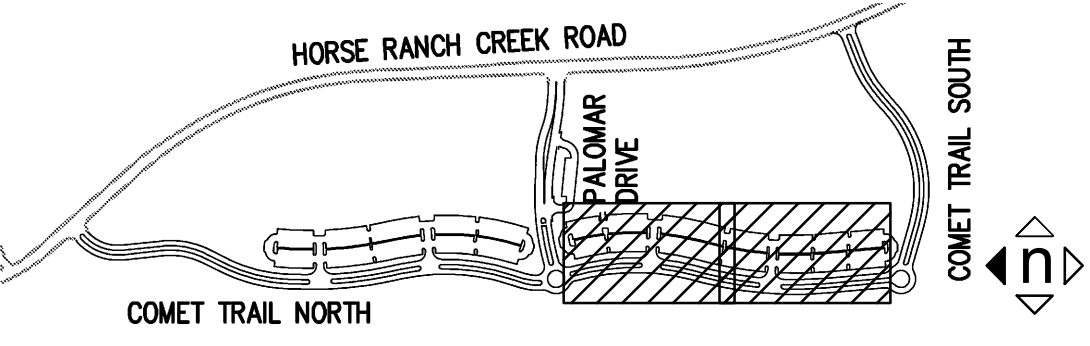 HORSE RANCH CREEK ROAD
PALOMAR
DRIVE
COMET TRAIL SOUTH
COMET TRAIL NORTH
n